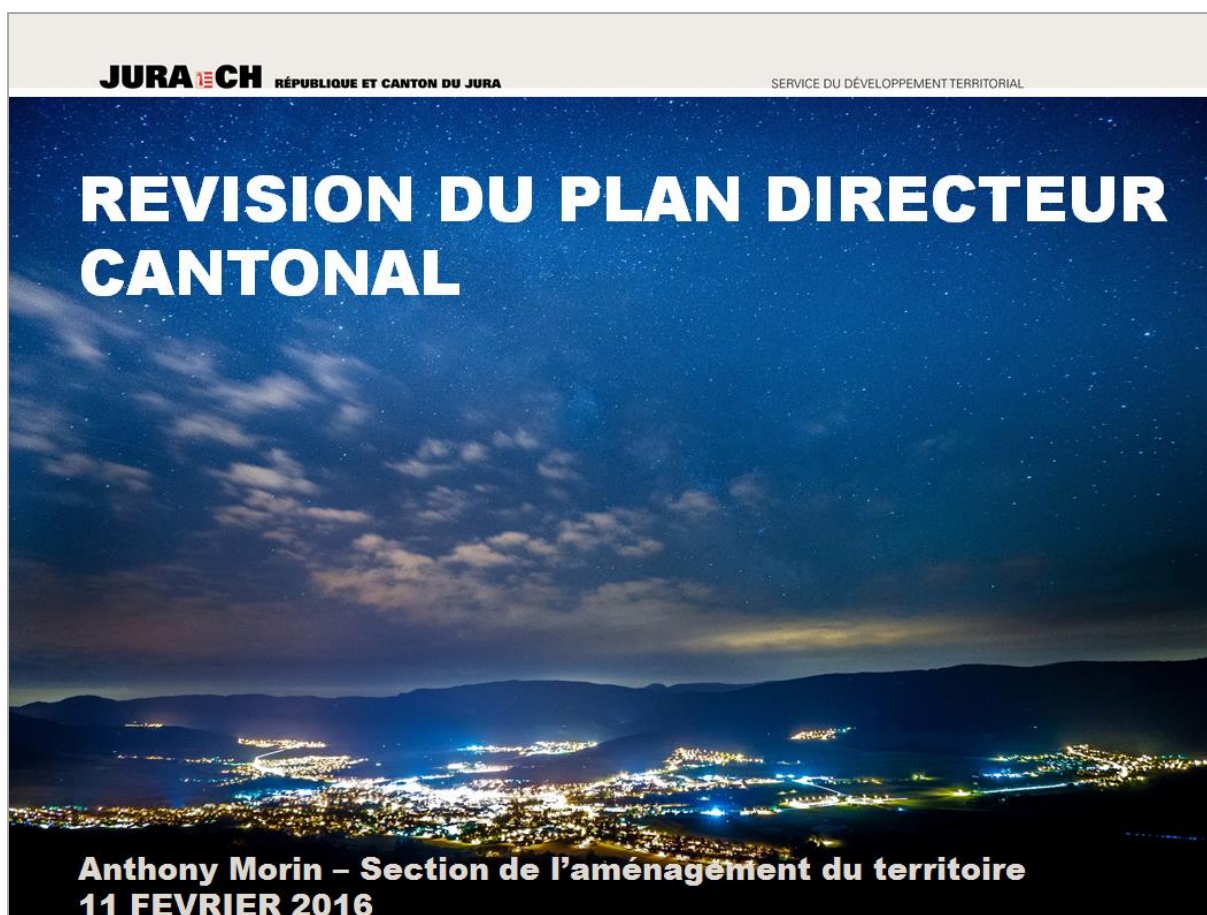 JURA CH RÉPUBLIQUE ET CANTON DU JURA
SERVICE DU DÉVELOPPEMENT TERRITORIAL
REVISION DU PLAN DIRECTEUR
CANTONAL
Anthony Morin – Section de l'aménagement du territoire
11 FEVRIER 2016